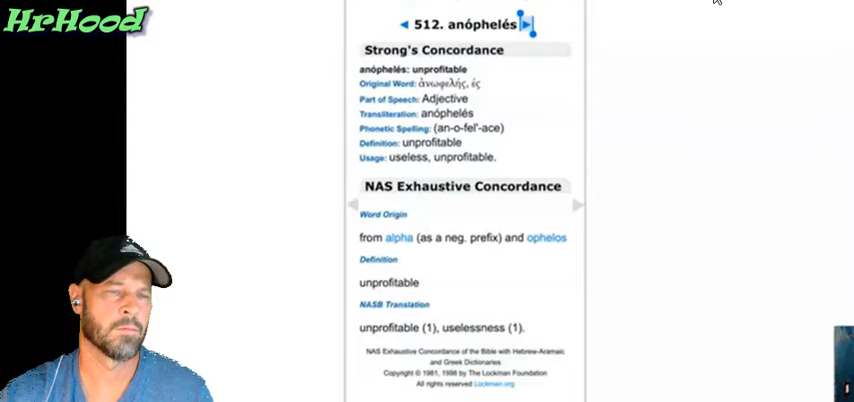 HrHood
◄ 512. anóphelés ►
Strong's Concordance
anóphelés: unprofitable
Original Word: ἀνωφελής, ές
Part of Speech: Adjective
Transliteration: anóphelés
Phonetic Spelling: (an-o-fel'-ace)
Definition: unprofitable
Usage: useless, unprofitable.
NAS Exhaustive Concordance
Word Origin
from alpha (as a neg. prefix) and ophelos
Definition
unprofitable
NASB Translation
unprofitable (1), uselessness (1).
NAS Exhaustive Concordance of the Bible with Hebrew-Aramaic
and Greek Dictionaries
Copyright © 1981, 1998 by The Lockman Foundation
All rights reserved Lockman.org